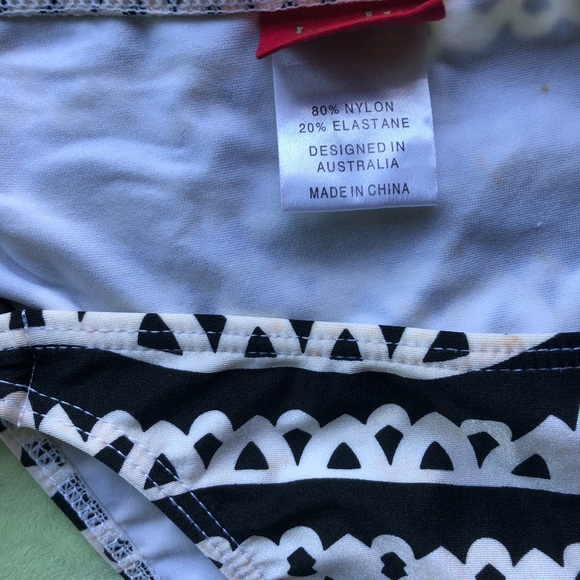 80% NYLON
20% ELASTANE
DESIGNED IN
AUSTRALIA
MADE IN CHINA